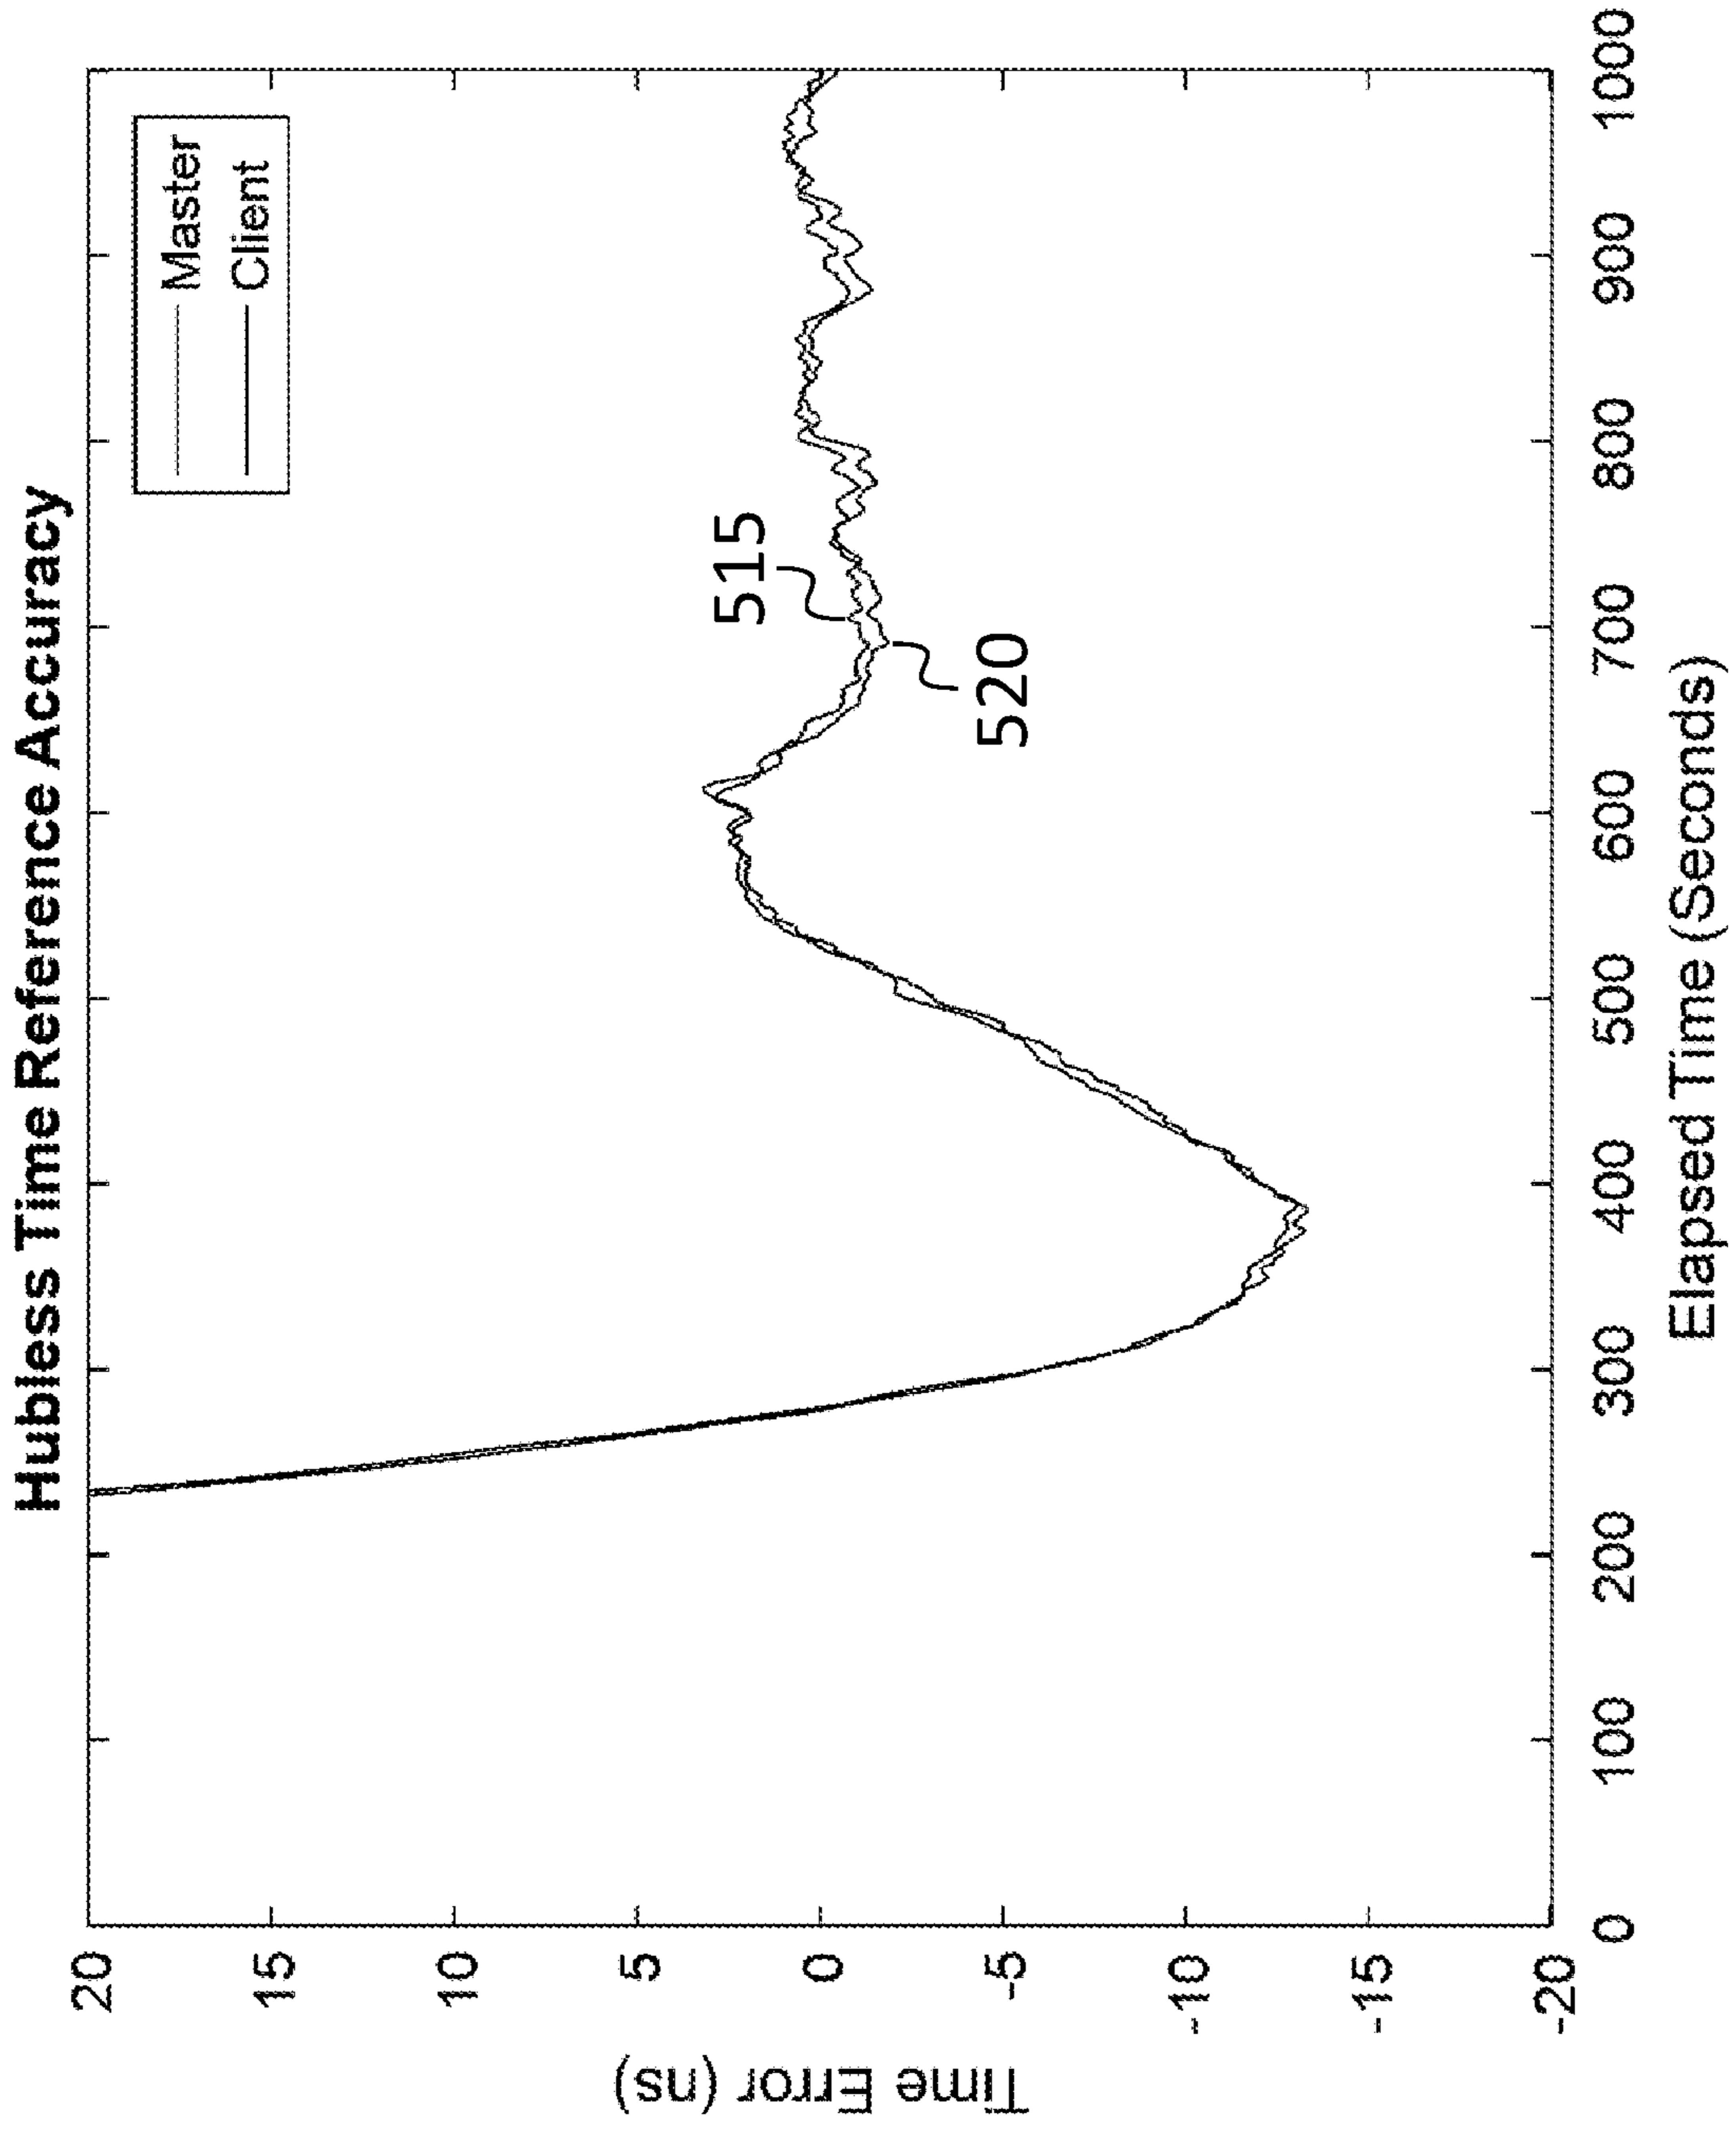 Hubless Time Reference Accuracy
Master
Client
515
520
20
15
10
5
0
-5
-10
-15
-20
Time Error (ns)
0 100 200 300 400 500 600 700 800 900 1000
Elapsed Time (Seconds)